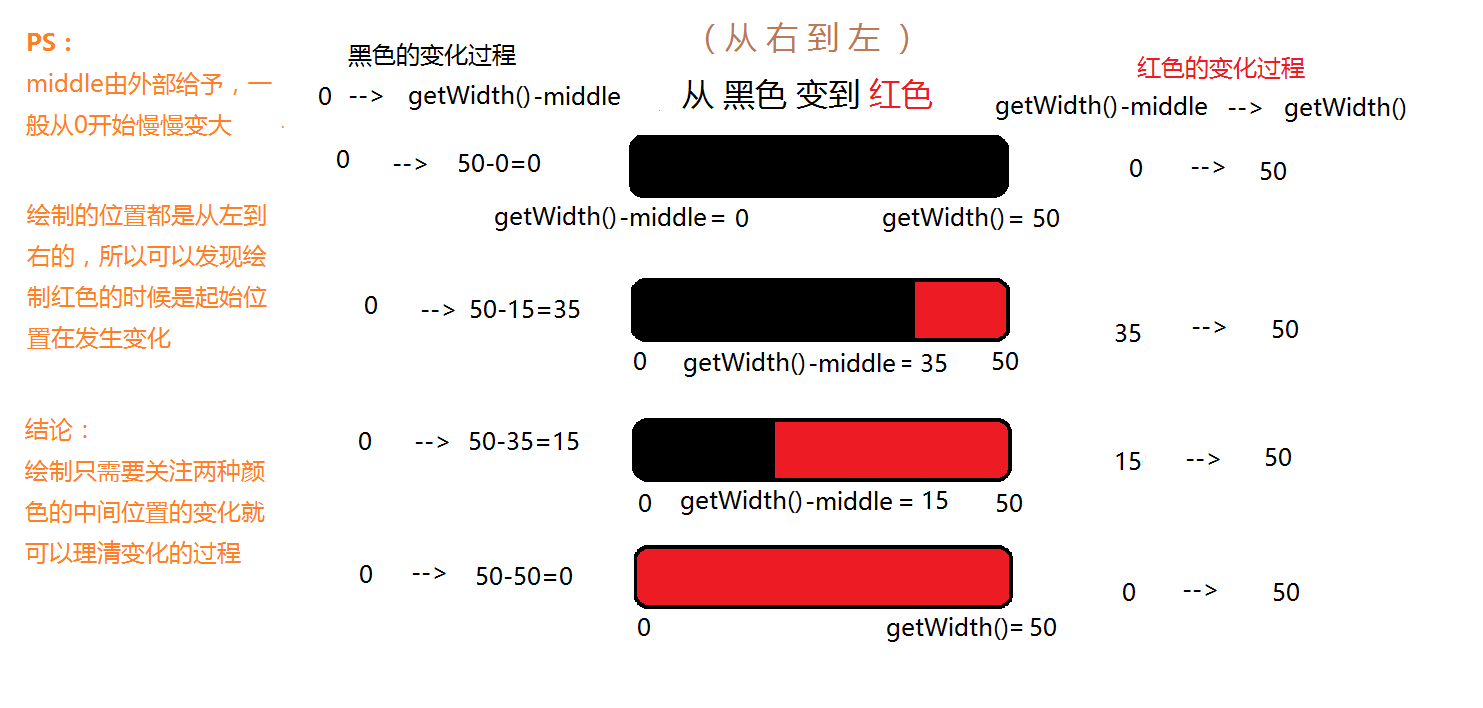 PS：
middle由外部给予，一
般从0开始慢慢变大
绘制的位置都是从左到
右的，所以可以发现绘
制红色的时候是起始位
置在发生变化
结论：
绘制只需要关注两种颜
色的中间位置的变化就
可以理清变化的过程
黑色的变化过程
0 --> getWidth()-middle
0 --> 50-0=0
0 --> 50-15=35
0 --> 50-35=15
0 --> 50-50=0
（从右到左）
从 黑色 变到 红色
getWidth()-middle= 0 getWidth()= 50
0 getWidth()-middle= 35 50
0 getWidth()-middle= 15 50
0 getWidth()= 50
红色的变化过程
getWidth()-middle --> getWidth()
0 --> 50
35 --> 50
15 --> 50
0 --> 50